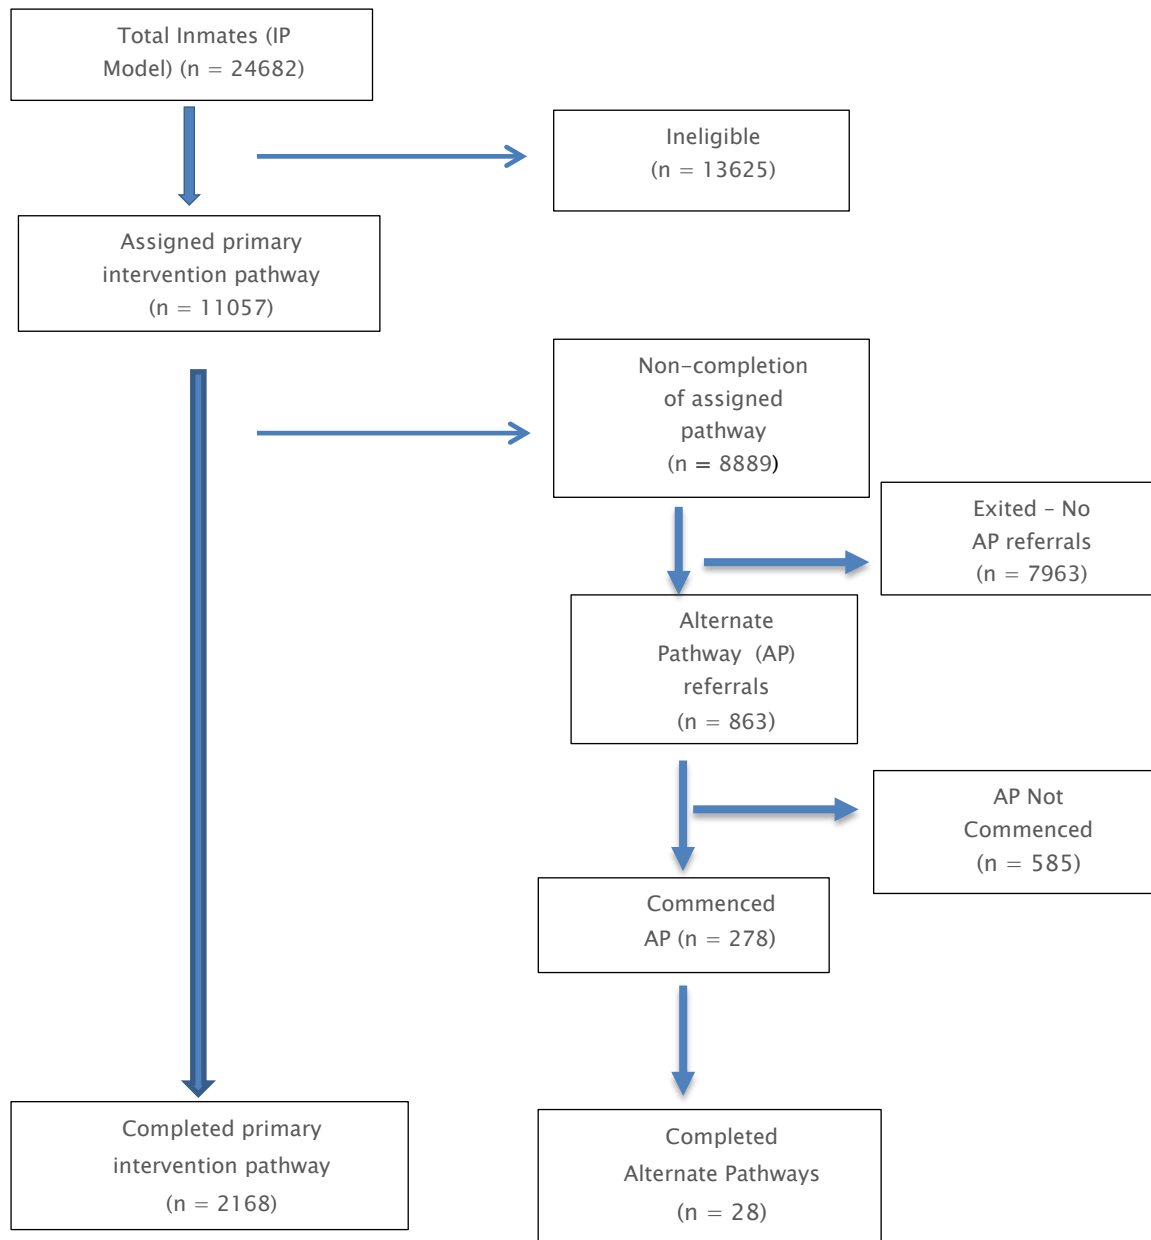 Total Inmates (IP
Model) (n = 24682)
Ineligible
(n = 13625)
Assigned primary
intervention pathway
(n = 11057)
Non-completion
of assigned
pathway
(n = 8889)
Exited – No
AP referrals
(n = 7963)
Alternate
Pathway (AP)
referrals
(n = 863)
AP Not
Commenced
(n = 585)
Commenced
AP (n = 278)
Completed primary
intervention pathway
(n = 2168)
Completed
Alternate Pathways
(n = 28)